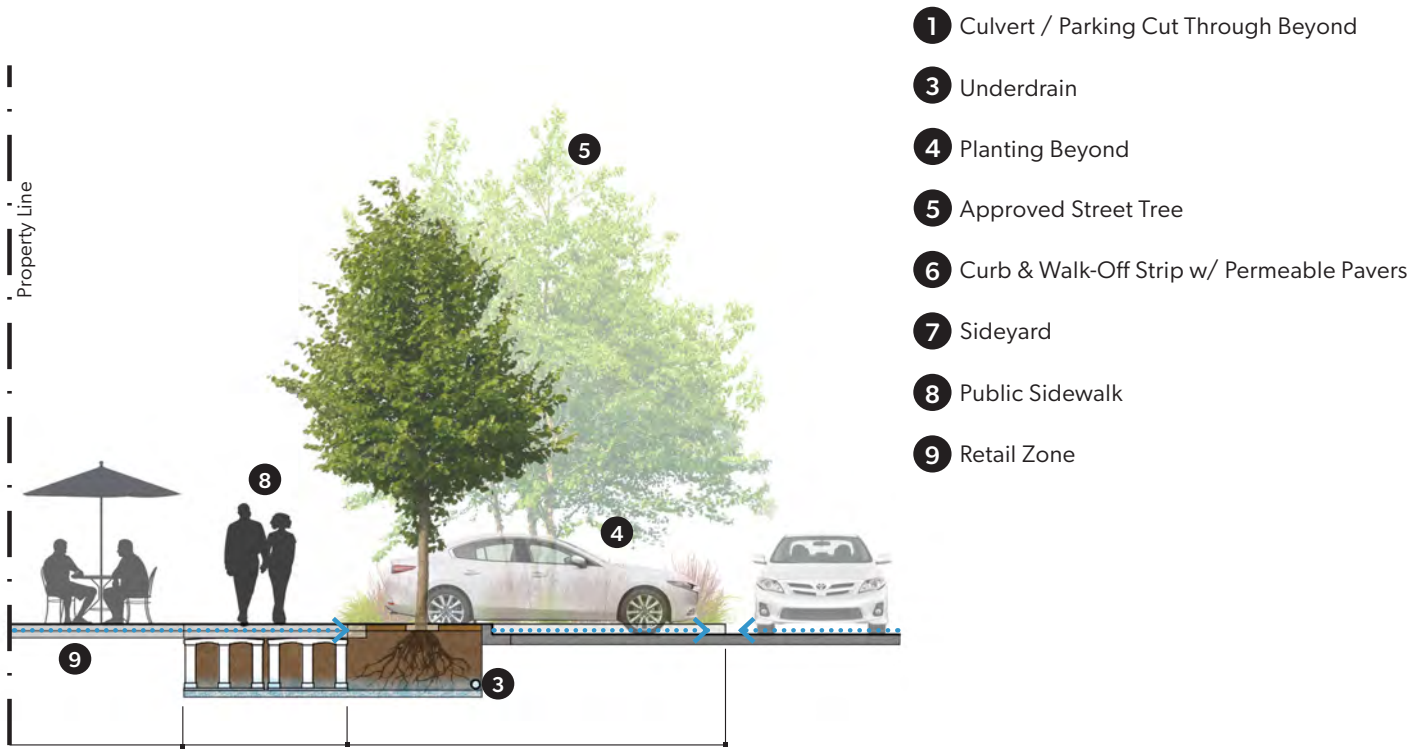 1 Culvert / Parking Cut Through Beyond
3 Underdrain
4 Planting Beyond
5 Approved Street Tree
6 Curb & Walk-Off Strip w/ Permeable Pavers
7 Sideyard
8 Public Sidewalk
9 Retail Zone
Property Line
5
8
4
9
3